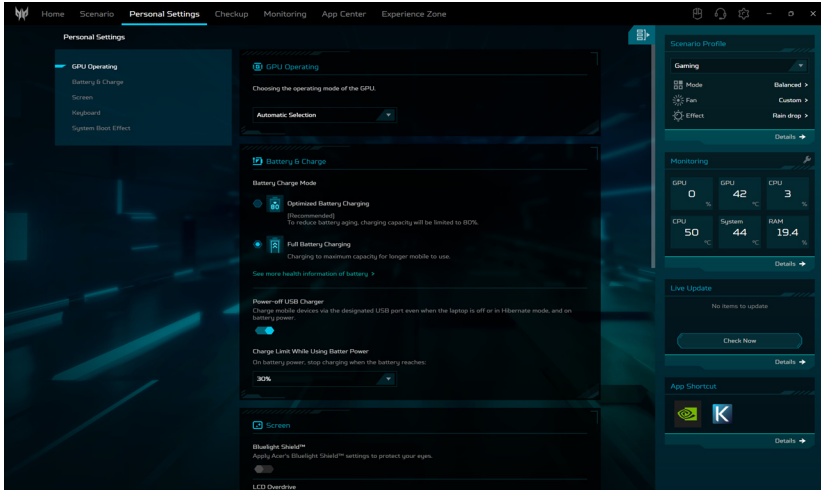 Home Scenario Personal Settings Checkup Monitoring App Center Experience Zone
Personal Settings
GPU Operating
Battery & Charge
Screen
Keyboard
System Boot Effect
GPU Operating
Choosing the operating mode of the GPU.
Automatic Selection
Battery & Charge
Battery Charge Mode
80
Optimized Battery Charging
[Recommended]
To reduce battery aging, charging capacity will be limited to 80%.
Full Battery Charging
Charging to maximum capacity for longer mobile to use.
See more health information of battery >
Power-off USB Charger
Charge mobile devices via the designated USB port even when the laptop is off or in Hibernate mode, and on
battery power.
Charge Limit While Using Batter Power
On battery power, stop charging when the battery reaches:
30%
Screen
Bluelight Shield™
Apply Acer's Bluelight Shield™ settings to protect your eyes.
LCD Overdrive
Scenario Profile
Gaming
Mode Balanced >
Fan Custom >
Effect Rain drop >
Details →
Monitoring
GPU GPU CPU
0 % 42 °C 3 %
CPU System RAM
50 °C 44 °C 19.4 %
Details →
Live Update
No items to update
Check Now
Details →
App Shortcut
K
Details →